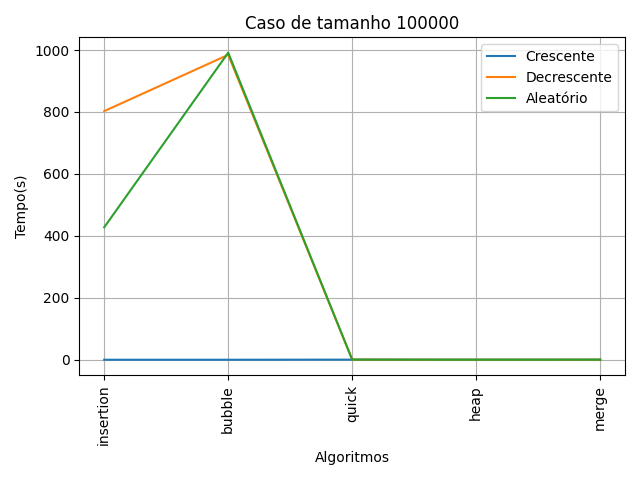 Caso de tamanho 100000
Crescente
Decrescente
Aleatório
Tempo(s)
1000
800
600
400
200
0
insertion
bubble
quick
heap
merge
Algoritmos